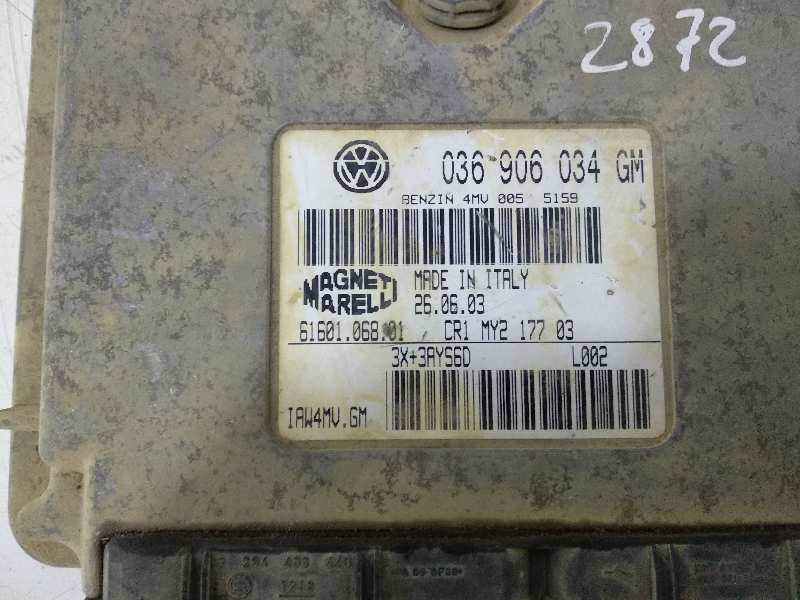 2872
036 906 034 GM
BENZIN 4MV 005 5159
MAGNETI
MARELLI
MADE IN ITALY
26.06.03
61601.068.01 CR1 MY2 177 03
3X+3AYS6D L002
IAW4MV.GM